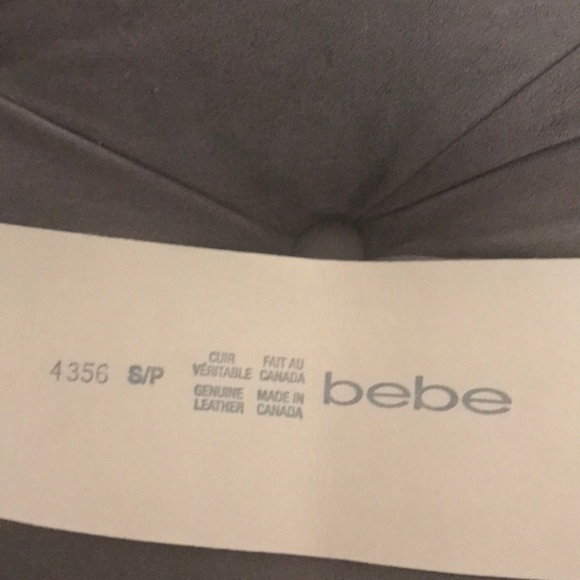 4356 S/P
CUIR VÉRITABLE
FAIT AU CANADA
GENUINE LEATHER
MADE IN CANADA
bebe